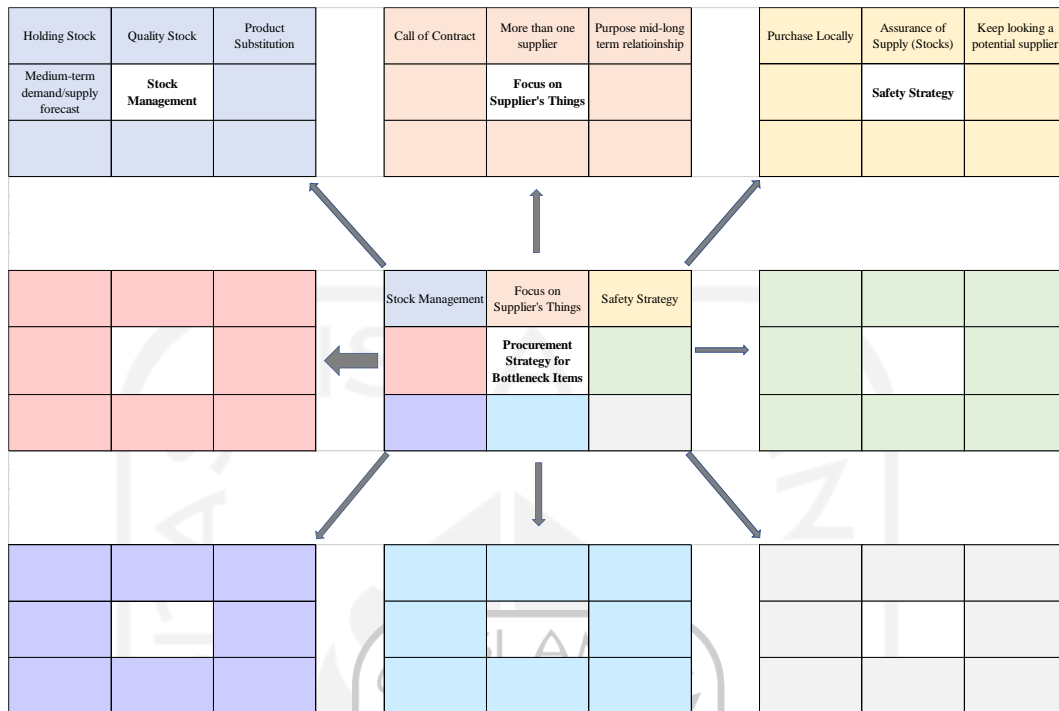 Holding Stock
Quality Stock
Product
Substitution
Call of Contract
More than one
supplier
Purpose mid-long
term relatioinship
Purchase Locally
Assurance of
Supply (Stocks)
Keep looking a
potential supplier
Medium-term
demand/supply
forecast
Stock
Management
Focus on
Supplier's Things
Safety Strategy
Stock Management
Focus on
Supplier's Things
Safety Strategy
Procurement
Strategy for
Bottleneck Items
ISLAM